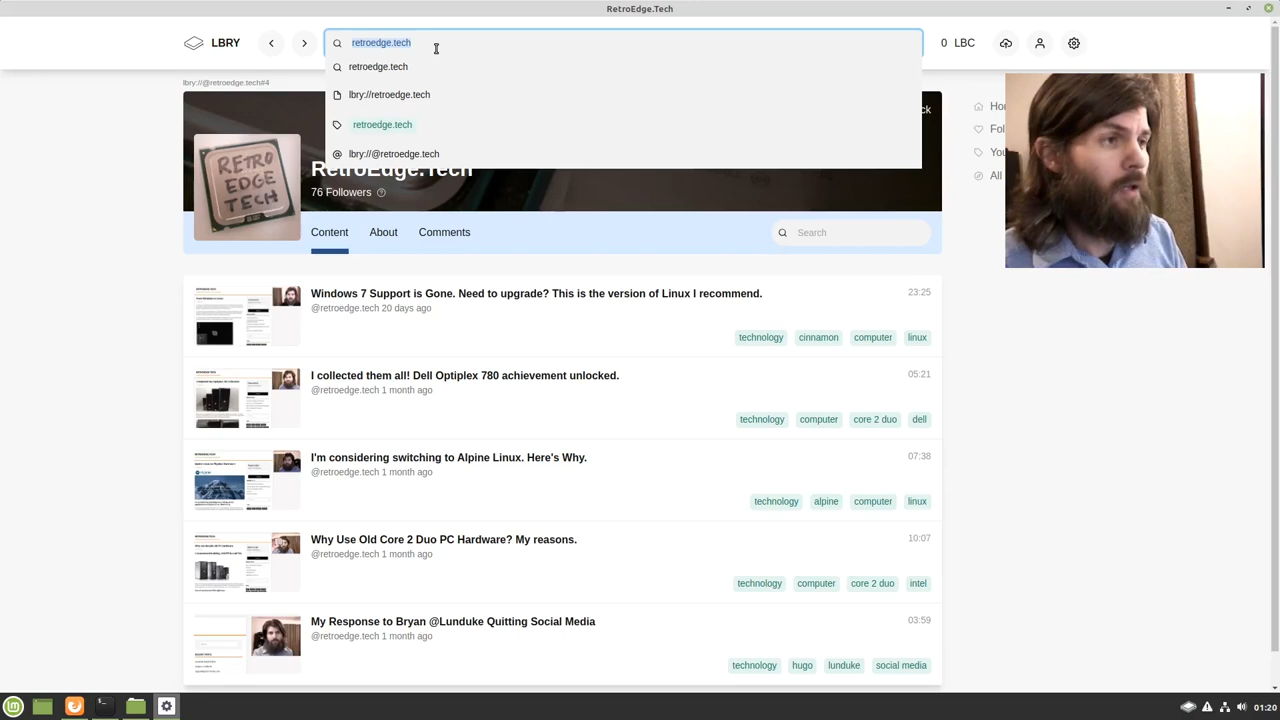 RetroEdge.Tech
LBRY
retroedge.tech
0 LBC
retroedge.tech
lbry://retroedge.tech
retroedge.tech
lbry://@retroedge.tech
lbry://@retroedge.tech#4
RETRO
EDGE
TECH
RetroEdge.Tech
76 Followers
Content
About
Comments
Search
All
Windows 7 Support is Gone. Need to upgrade? This is the version of Linux I recommend.
23:25
@retroedge.tech 20 days ago
technology cinnamon computer linux
I collected them all! Dell Optiplex 780 achievement unlocked.
05:21
@retroedge.tech 1 month ago
technology computer core 2 duo dell
I'm considering switching to Alpine Linux. Here's Why.
07:38
@retroedge.tech 1 month ago
technology alpine computer linux
Why Use Old Core 2 Duo PC Hardware? My reasons.
10:07
@retroedge.tech 1 month ago
technology computer core 2 duo intel
My Response to Bryan @Lunduke Quitting Social Media
03:59
@retroedge.tech 1 month ago
technology hugo lunduke social media
01:20